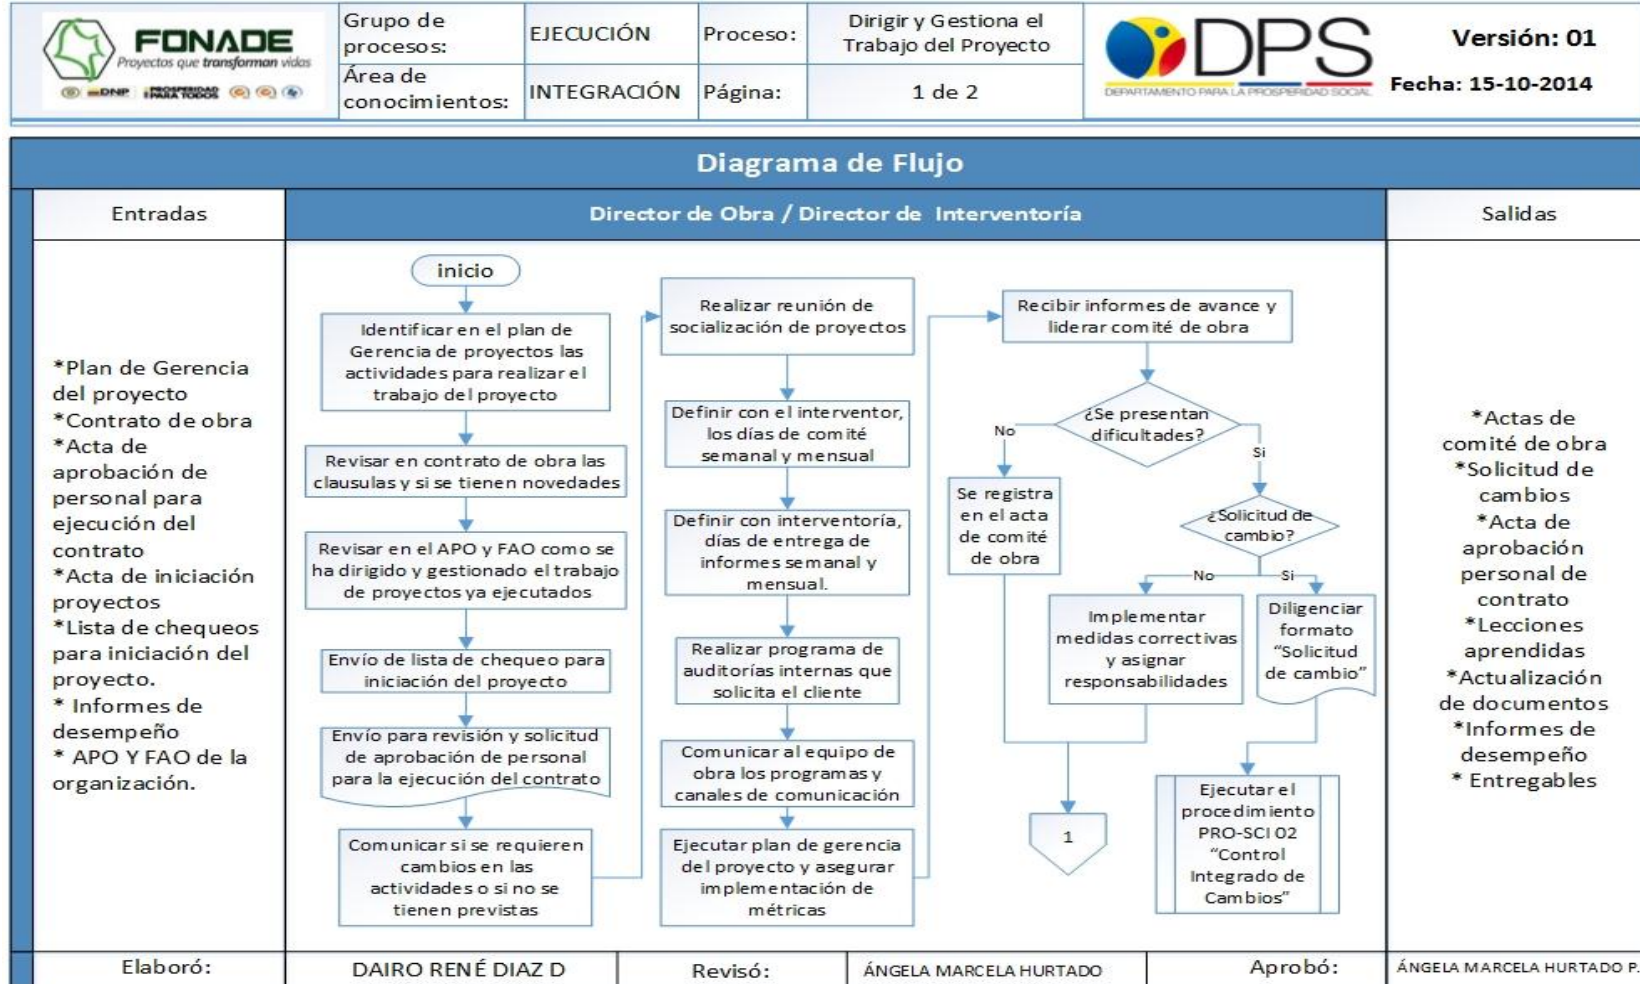 FONADE
Proyectos que transforman vidas
DNP
PROSPERIDAD
PARA TODOS
Grupo de
procesos:
EJECUCIÓN
Proceso:
Dirigir y Gestiona el
Trabajo del Proyecto
Área de
conocimientos:
INTEGRACIÓN
Página:
1 de 2
DPS
DEPARTAMENTO PARA LA PROSPERIDAD SOCIAL
Versión: 01
Fecha: 15-10-2014
Diagrama de Flujo
Entradas
Director de Obra / Director de Interventoría
Salidas
*Plan de Gerencia
del proyecto
*Contrato de obra
*Acta de
aprobación de
personal para
ejecución del
contrato
*Acta de iniciación
proyectos
*Lista de chequeos
para iniciación del
proyecto.
* Informes de
desempeño
* APO Y FAO de la
organización.
inicio
Identificar en el plan de
Gerencia de proyectos las
actividades para realizar el
trabajo del proyecto
Revisar en contrato de obra las
clausulas y si se tienen novedades
Revisar en el APO y FAO como se
ha dirigido y gestionado el trabajo
de proyectos ya ejecutados
Envío de lista de chequeo para
iniciación del proyecto
Envío para revisión y solicitud
de aprobación de personal
para la ejecución del contrato
Comunicar si se requieren
cambios en las
actividades o si no se
tienen previstas
Realizar reunión de
socialización de proyectos
Definir con el interventor,
los días de comité
semanal y mensual
Definir con interventoría,
días de entrega de
informes semanal y
mensual.
Realizar programa de
auditorías internas que
solicita el cliente
Comunicar al equipo de
obra los programas y
canales de comunicación
Ejecutar plan de gerencia
del proyecto y asegurar
implementación de
métricas
Recibir informes de avance y
liderar comité de obra
¿Se presentan
dificultades?
No
Si
Se registra
en el acta
de comité
de obra
¿Solicitud de
cambio?
No
Si
Implementar
medidas correctivas
y asignar
responsabilidades
Diligenciar
formato
“Solicitud
de cambio”
1
Ejecutar el
procedimiento
PRO-SCI 02
“Control
Integrado de
Cambios”
*Actas de
comité de obra
*Solicitud de
cambios
*Acta de
aprobación
personal de
contrato
*Lecciones
aprendidas
*Actualización
de documentos
*Informes de
desempeño
* Entregables
Elaboró:
DAIRO RENÉ DIAZ D
Revisó:
ÁNGELA MARCELA HURTADO
Aprobó:
ÁNGELA MARCELA HURTADO P.